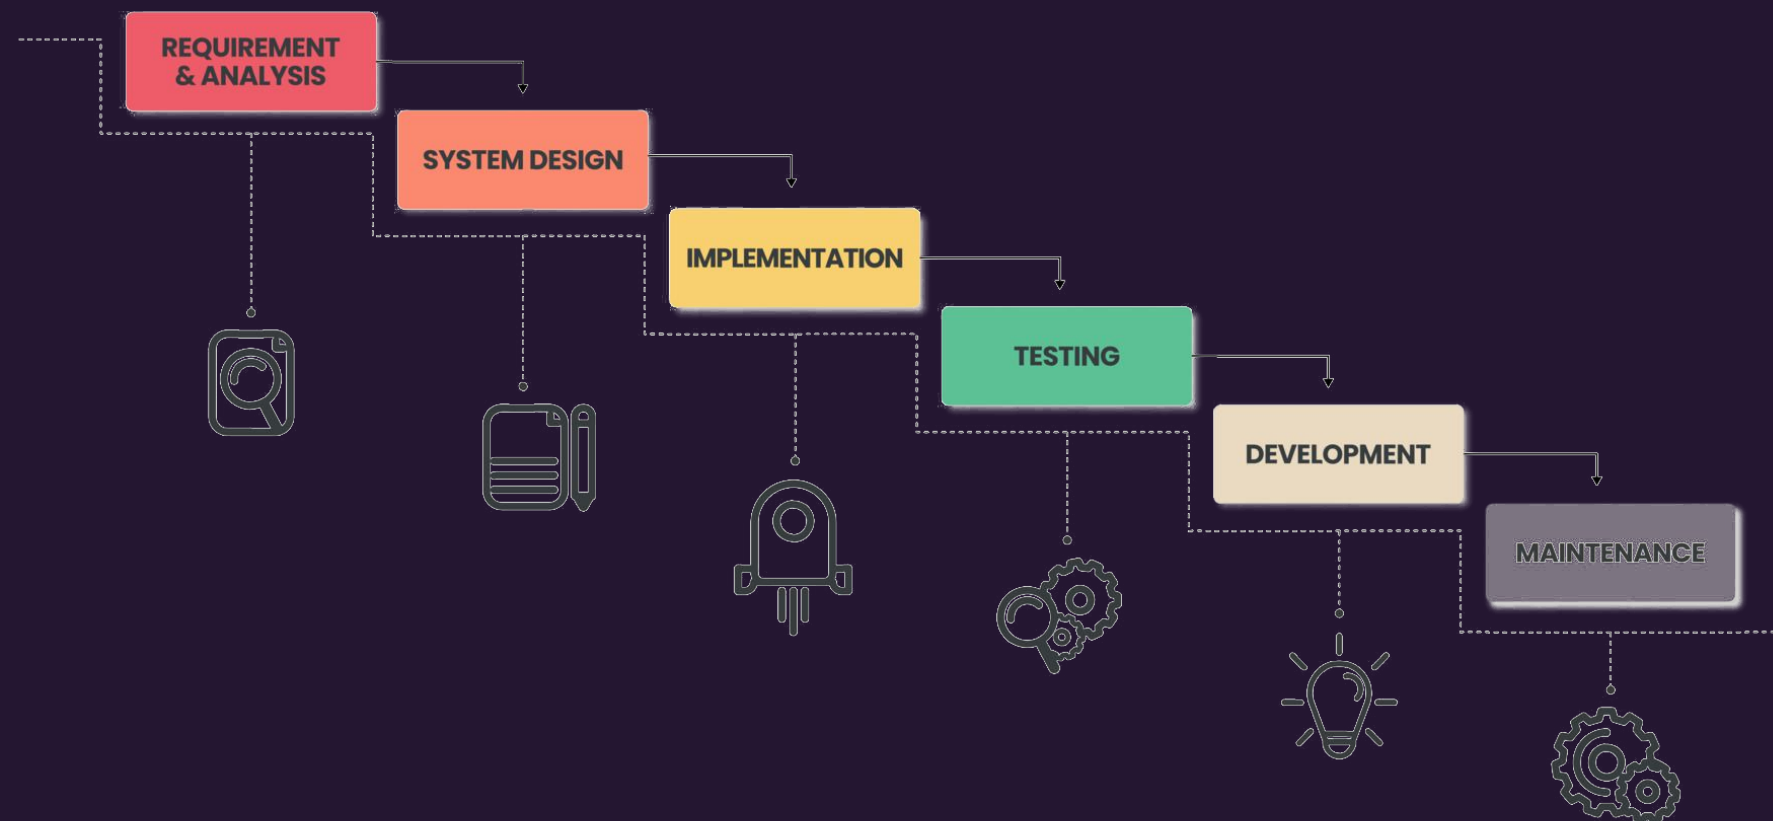 REQUIREMENT
& ANALYSIS
SYSTEM DESIGN
IMPLEMENTATION
TESTING
DEVELOPMENT
MAINTENANCE